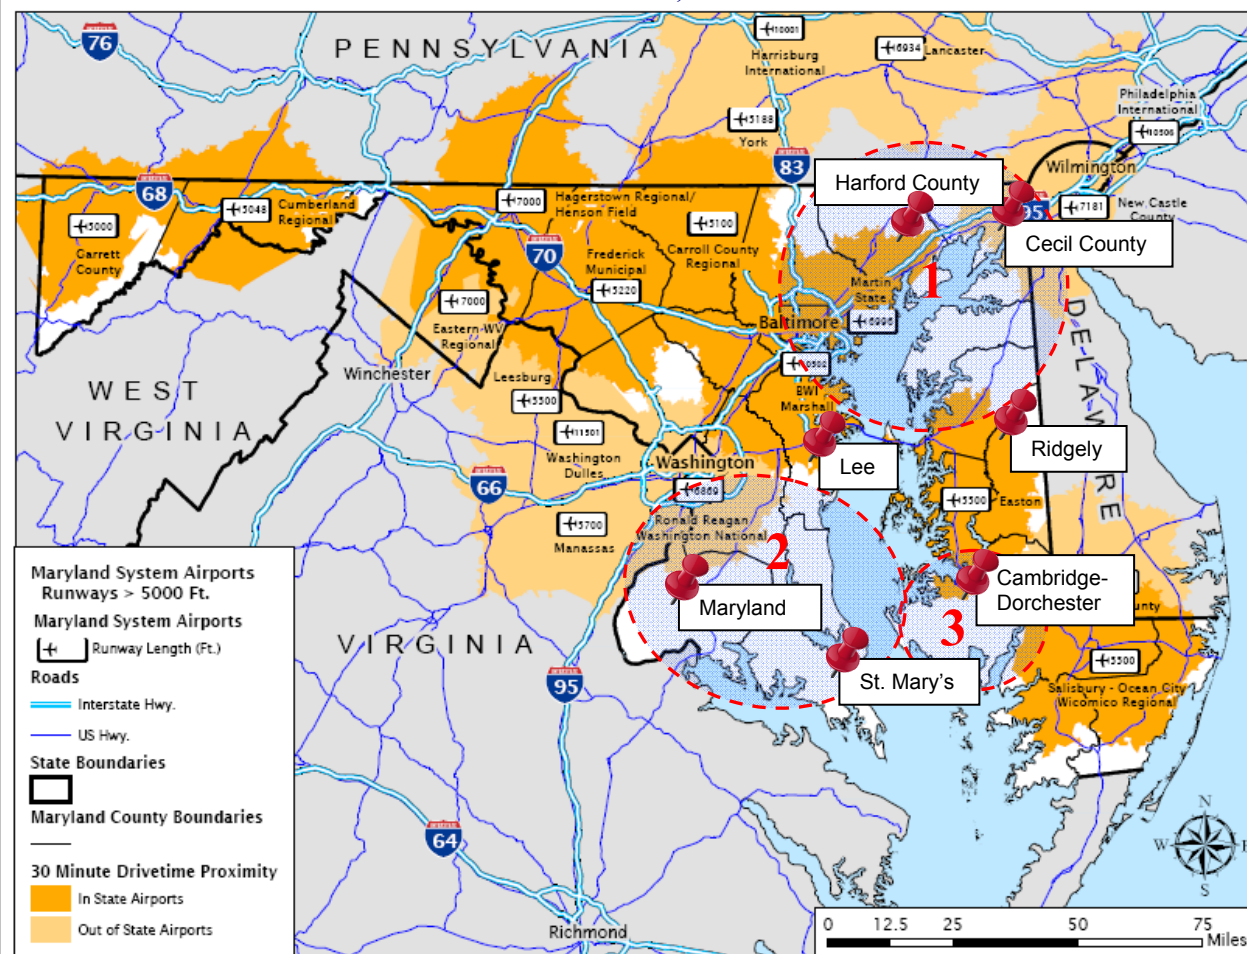 76
PENNSYLVANIA
10001
Harrisburg
International
6934
Lancaster
Philadelphia
International
10506
5188
York
83
Wilmington
68
5048
Cumberland
Regional
5000
Garrett
County
7000
Hagerstown Regional/
Henson Field
5100
Carroll County
Regional
70
Frederick
Municipal
5220
Harford County
95
7181
New Castle
County
Cecil County
1
Martin
State
6996
Baltimore
7000
Eastern WV
Regional
Winchester
Leesburg
5500
BWI
Marshall
DELAWARE
WEST
VIRGINIA
11501
Washington
Dulles
Washington
Lee
Ridgely
66
6869
Ronald Reagan
Washington National
5700
Manassas
5500
Easton
2
Maryland
Cambridge-
Dorchester
unty
3
VIRGINIA
St. Mary's
95
5500
Salisbury - Ocean City
Wicomico Regional
64
Richmond
Maryland System Airports
Runways > 5000 Ft.
Maryland System Airports
Runway Length (Ft.)
Roads
Interstate Hwy.
US Hwy.
State Boundaries
Maryland County Boundaries
30 Minute Drivetime Proximity
In State Airports
Out of State Airports
N
W
E
S
0 12.5 25 50 75
Miles